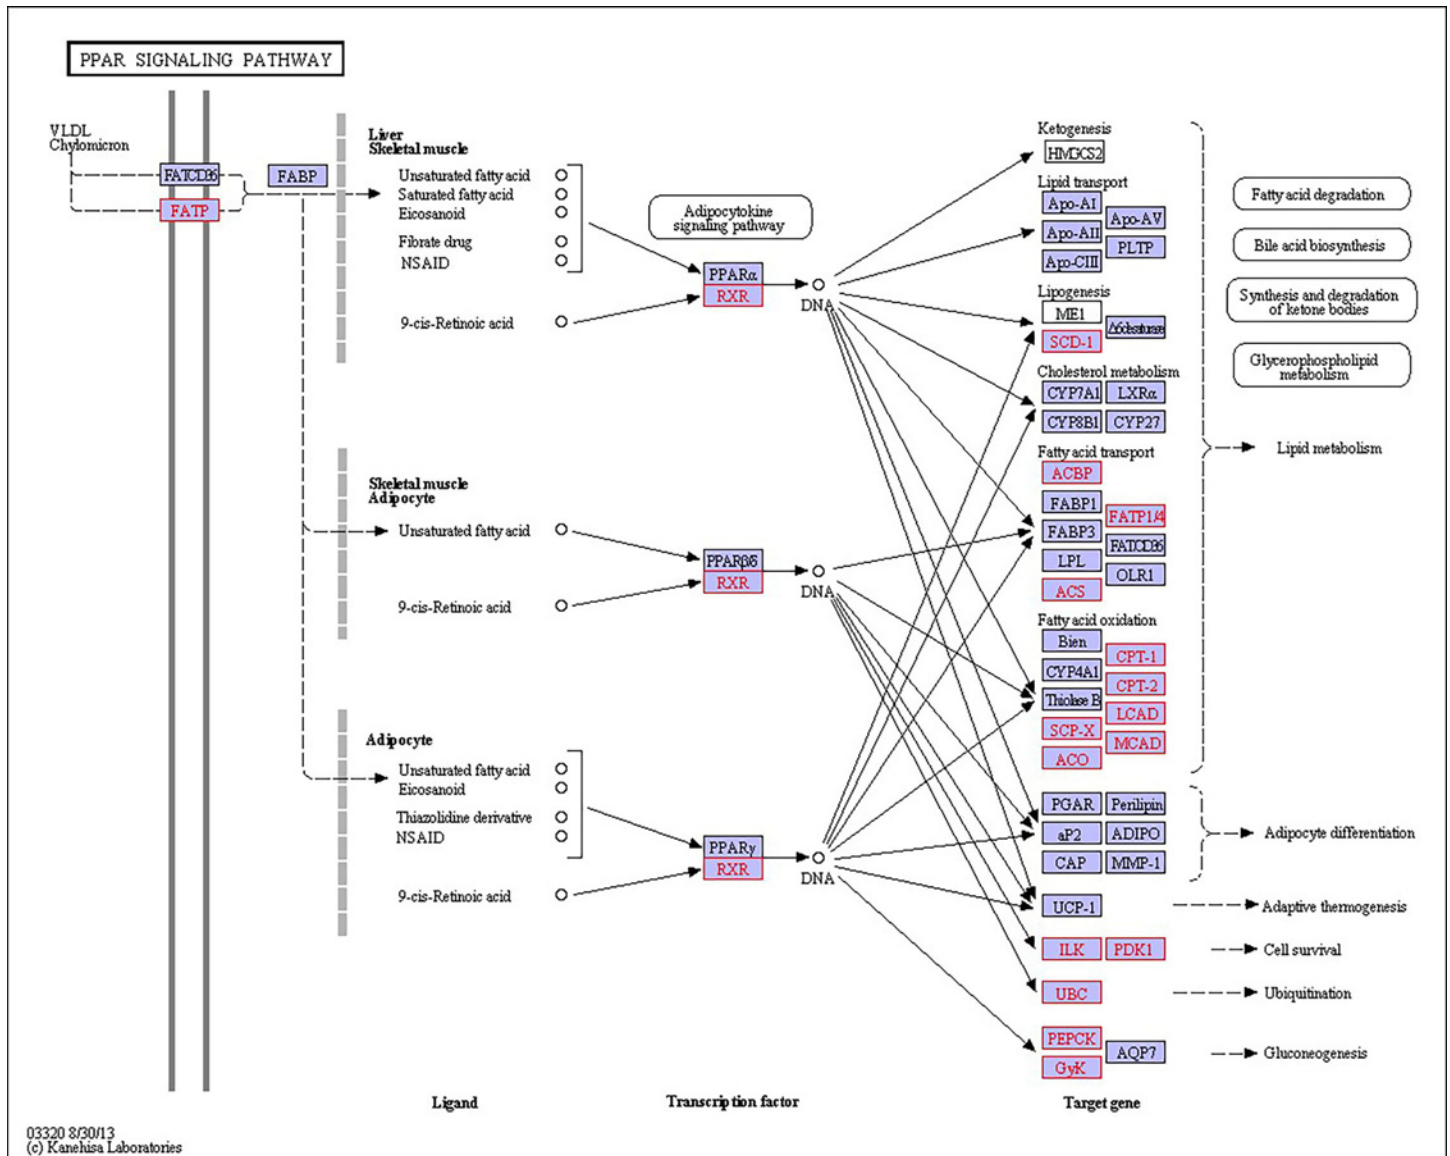 PPAR SIGNALING PATHWAY
VLDL
Chylomicron
FATCD36
FATP
FABP
Liver
Skeletal muscle
Unsaturated fatty acid
Saturated fatty acid
Eicosanoid
Fibrate drug
NSAID
9-cis-Retinoic acid
Adipocytokine
signaling pathway
PPARα
RXR
DNA
Skeletal muscle
Adipocyte
Unsaturated fatty acid
9-cis-Retinoic acid
PPARβ/δ
RXR
DNA
Adipocyte
Unsaturated fatty acid
Eicosanoid
Thiazolidine derivative
NSAID
9-cis-Retinoic acid
PPARγ
RXR
DNA
Ketogenesis
HMGCS2
Lipid transport
Apo-AI
Apo-AII
Apo-CIII
Apo-AV
PLTP
Lipogenesis
ME1
SCD-1
Δ6desaturase
Cholesterol metabolism
CYP7A1
LXRα
CYP8B1
CYP27
Fatty acid transport
ACBP
FABP1
FABP3
LPL
ACS
FATP1/4
FATCD36
OLR1
Fatty acid oxidation
Bien
CYP4A1
Thiolase B
SCP-X
ACO
CPT-1
CPT-2
LCAD
MCAD
PGAR
Perilipin
aP2
ADIPO
CAP
MMP-1
UCP-1
ILK
PDK1
UBC
PEPCK
GyK
AQP7
Fatty acid degradation
Bile acid biosynthesis
Synthesis and degradation
of ketone bodies
Glycerophospholipid
metabolism
Lipid metabolism
Adipocyte differentiation
Adaptive thermogenesis
Cell survival
Ubiquitination
Gluconeogenesis
Ligand
Transcription factor
Target gene
03320 8/30/13
(c) Kanehisa Laboratories